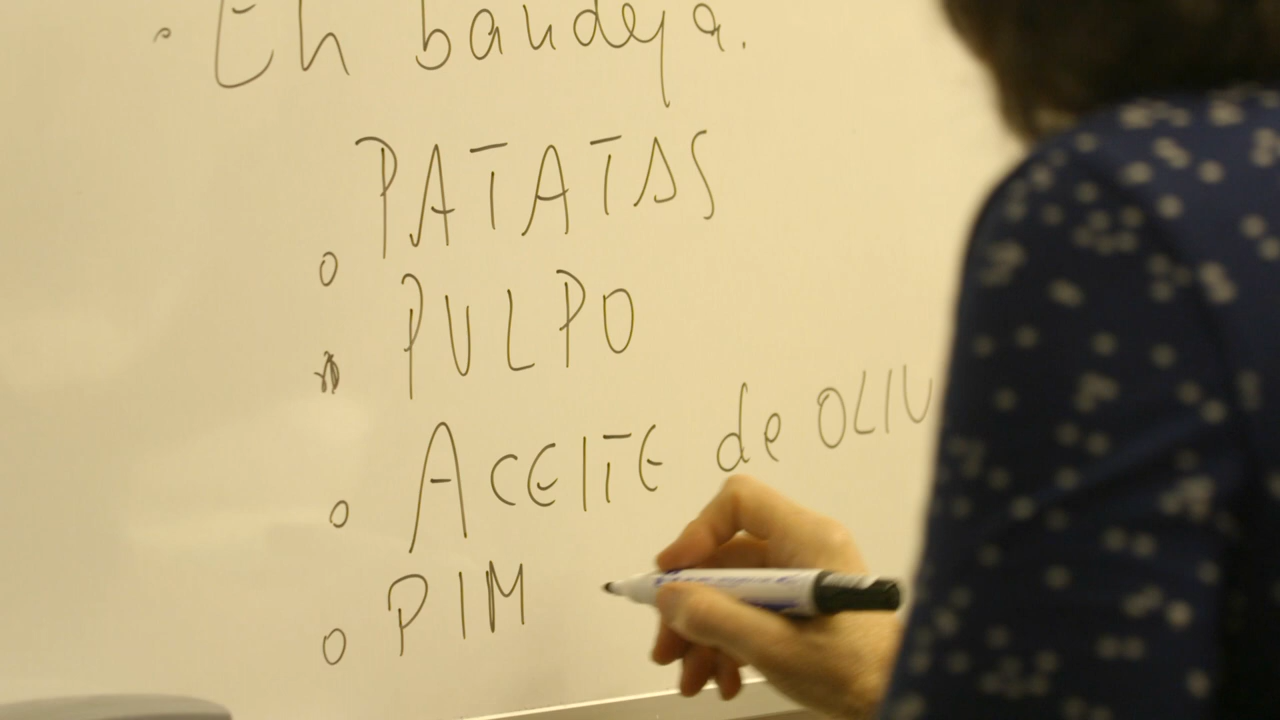 En bandeja.
PATATAS
PULPO
ACEITE de OLIV
PIM